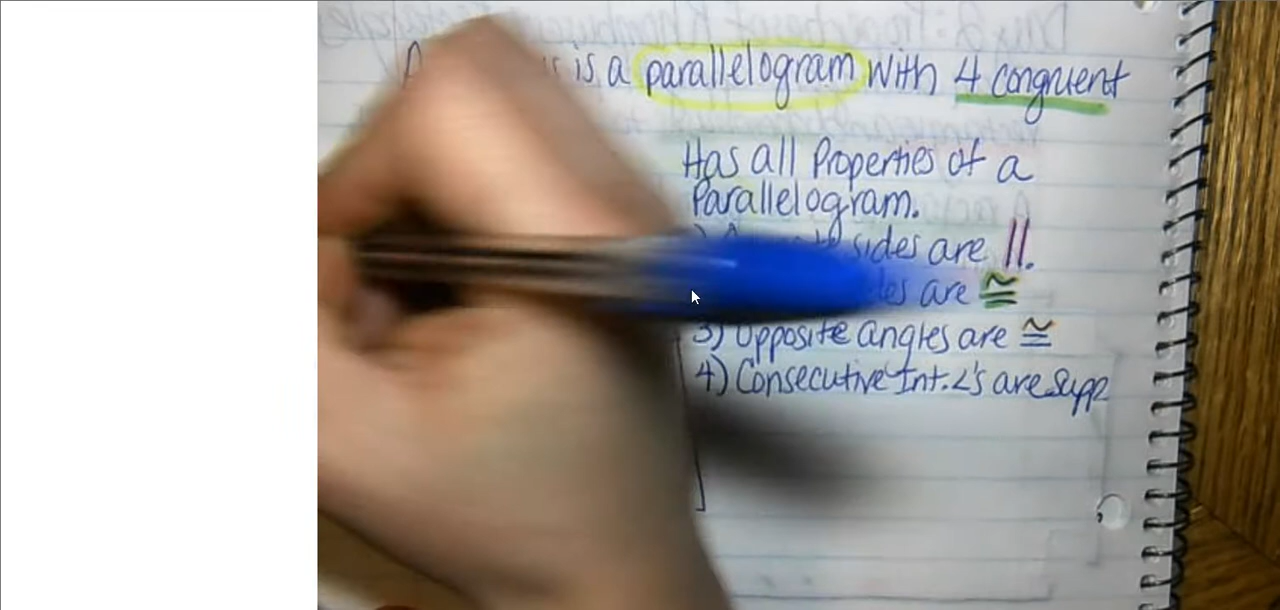 is a parallelogram with 4 congruent
Has all Properties of a
Parallelogram.
sides are ||.
are ≅
3) Opposite angles are ≅
4) Consecutive Int. ∠'s are supp